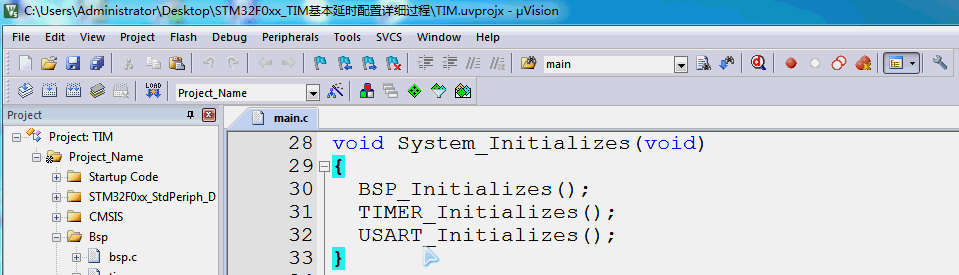 C:\Users\Administrator\Desktop\STM32F0xx_TIM基本延时配置详细过程\TIM.uvprojx - µVision
File Edit View Project Flash Debug Peripherals Tools SVCS Window Help
main
LOAD Project_Name
Project
main.c
Project: TIM
Project_Name
Startup Code
STM32F0xx_StdPeriph_D
CMSIS
Bsp
bsp.c
28 void System_Initializes(void)
29 {
30 BSP_Initializes();
31 TIMER_Initializes();
32 USART_Initializes();
33 }